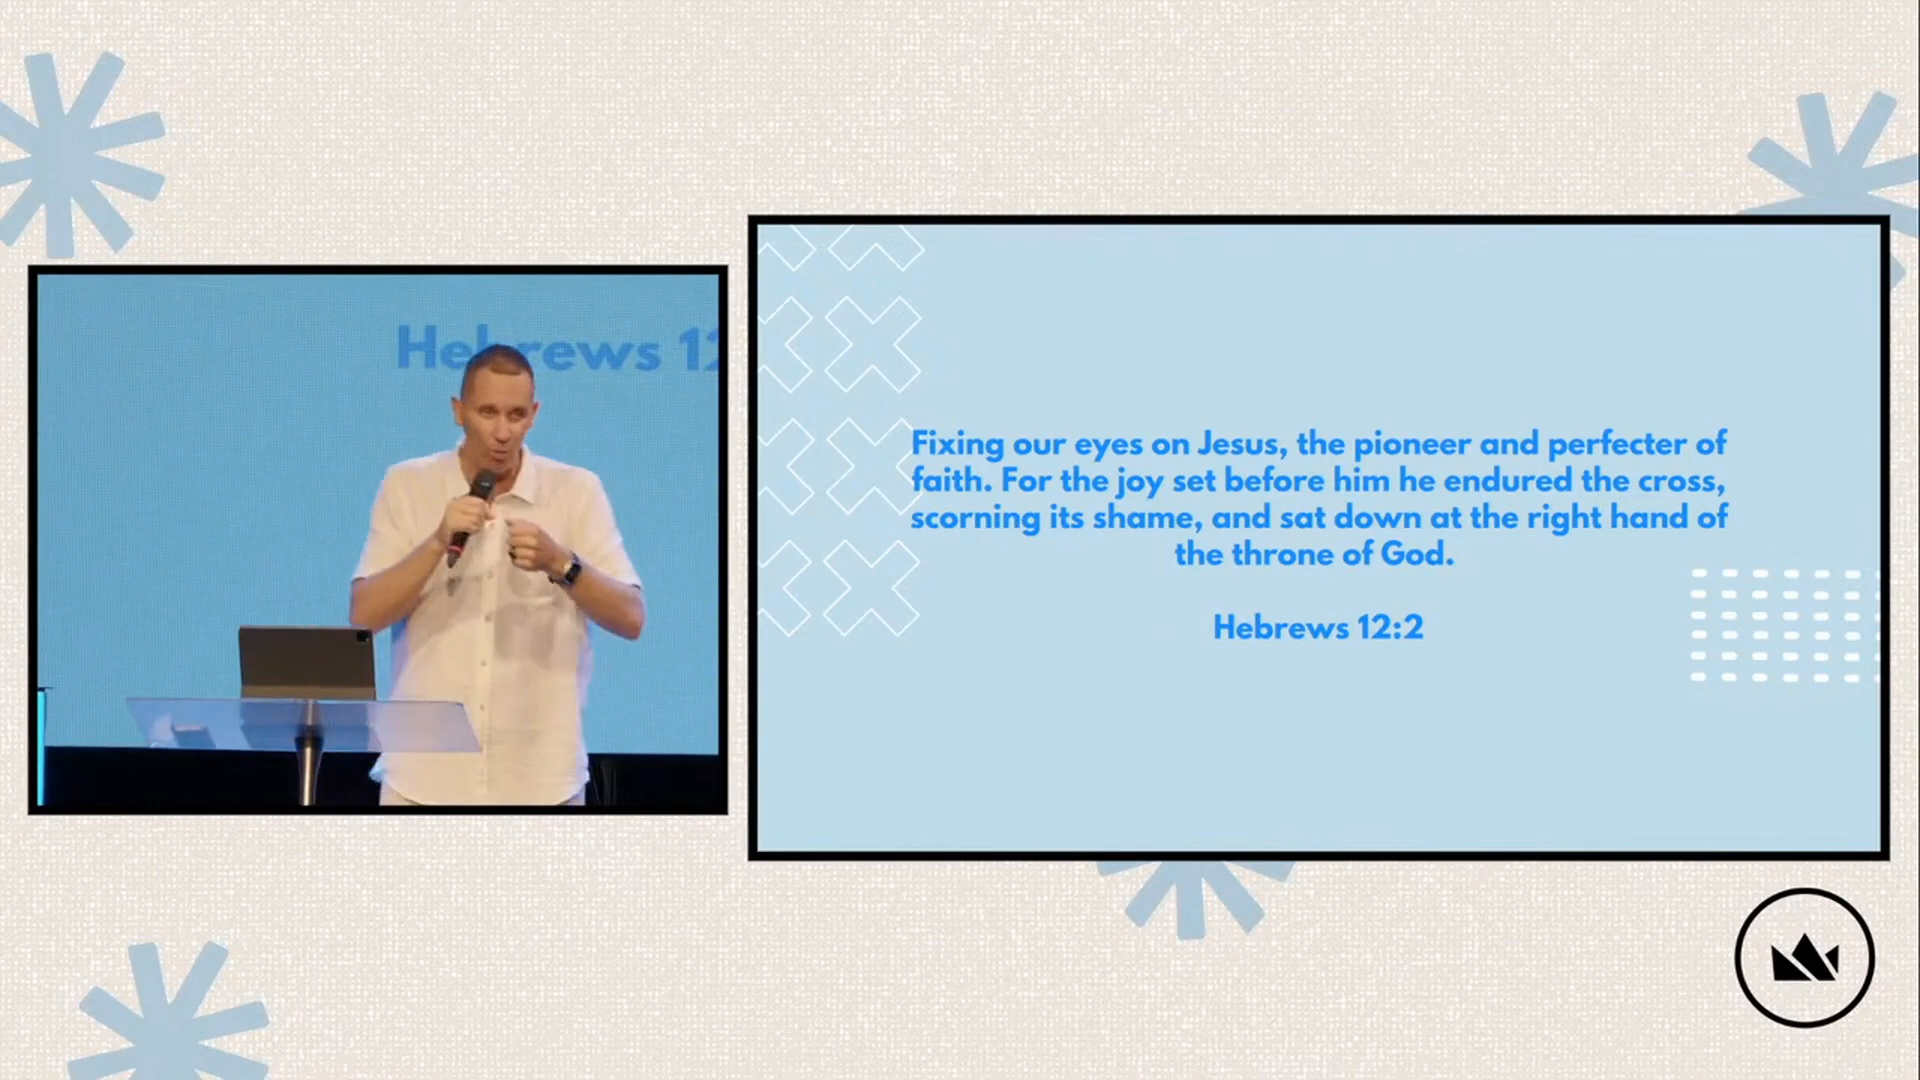 Hebrews 12
Fixing our eyes on Jesus, the pioneer and perfecter of
faith. For the joy set before him he endured the cross,
scorning its shame, and sat down at the right hand of
the throne of God.
Hebrews 12:2